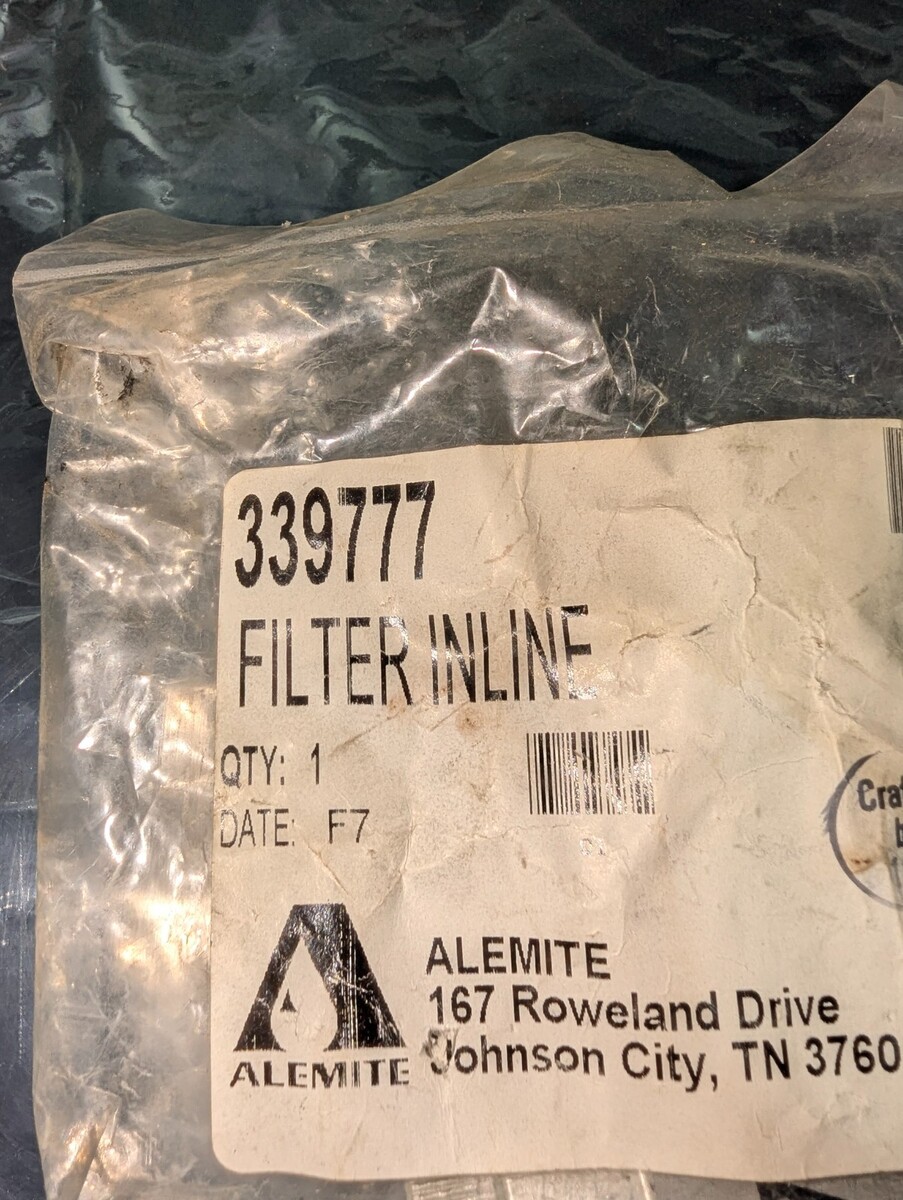 339777
FILTER INLINE
QTY: 1
DATE: F7
ALEMITE
ALEMITE
167 Roweland Drive
Johnson City, TN 3760